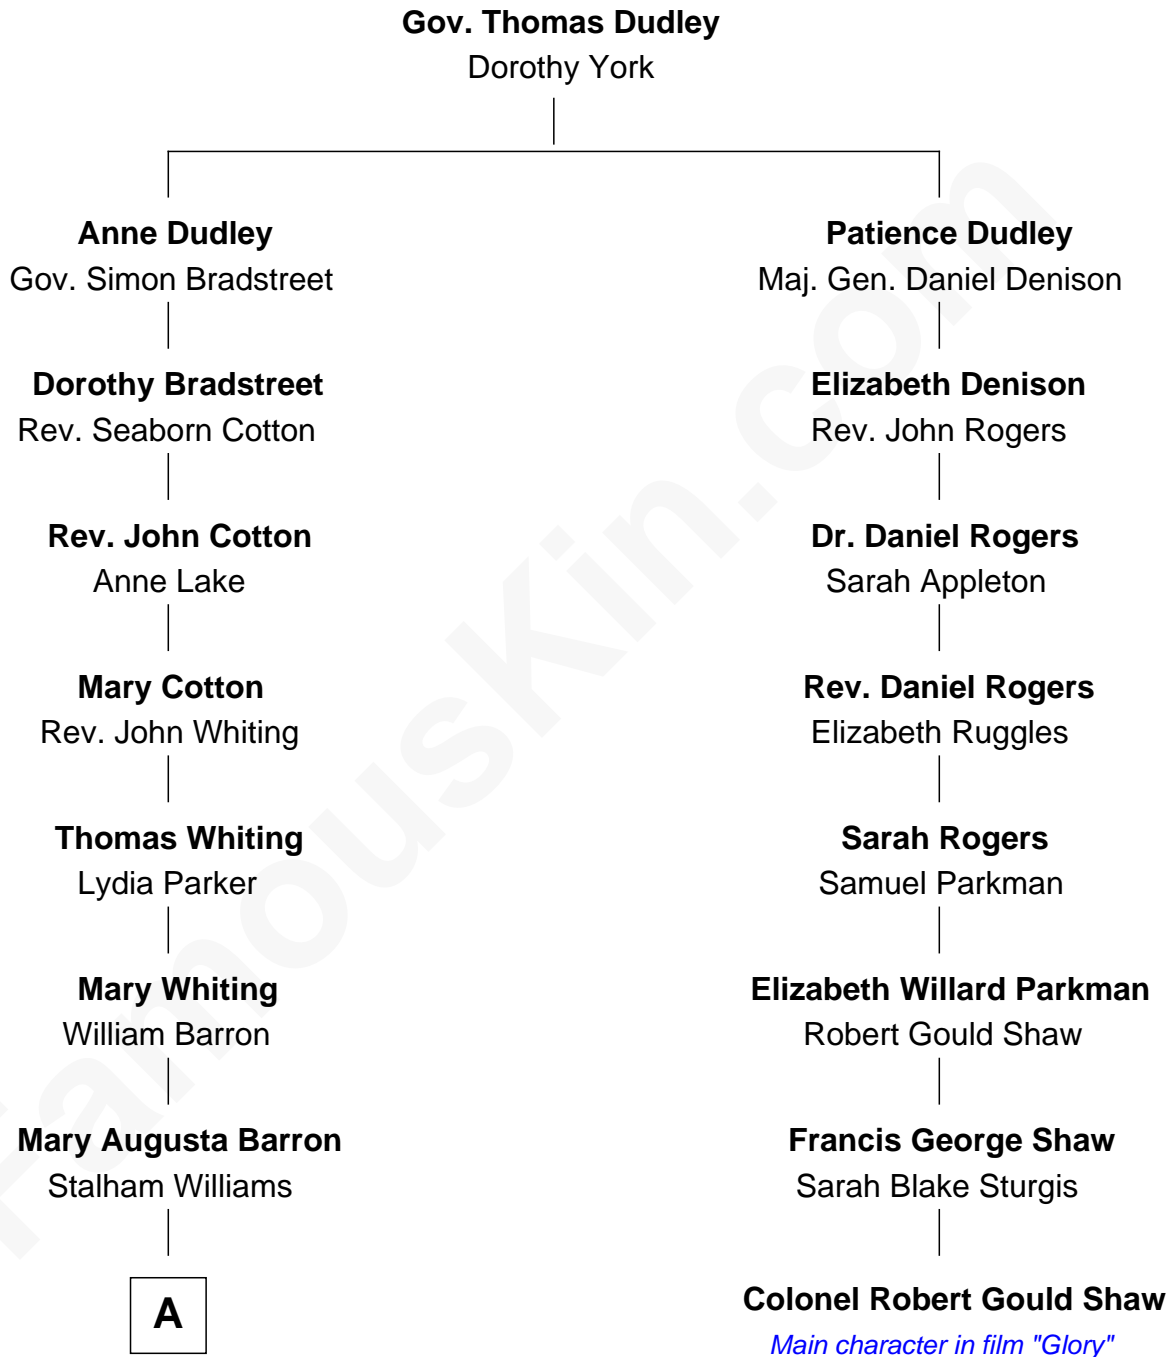 Gov. Thomas Dudley
Dorothy York
Anne Dudley
Gov. Simon Bradstreet
Dorothy Bradstreet
Rev. Seaborn Cotton
Rev. John Cotton
Anne Lake
Mary Cotton
Rev. John Whiting
Thomas Whiting
Lydia Parker
Mary Whiting
William Barron
Mary Augusta Barron
Stalham Williams
A
Patience Dudley
Maj. Gen. Daniel Denison
Elizabeth Denison
Rev. John Rogers
Dr. Daniel Rogers
Sarah Appleton
Rev. Daniel Rogers
Elizabeth Ruggles
Sarah Rogers
Samuel Parkman
Elizabeth Willard Parkman
Robert Gould Shaw
Francis George Shaw
Sarah Blake Sturgis
Colonel Robert Gould Shaw
Main character in film "Glory"
FamousKin.com